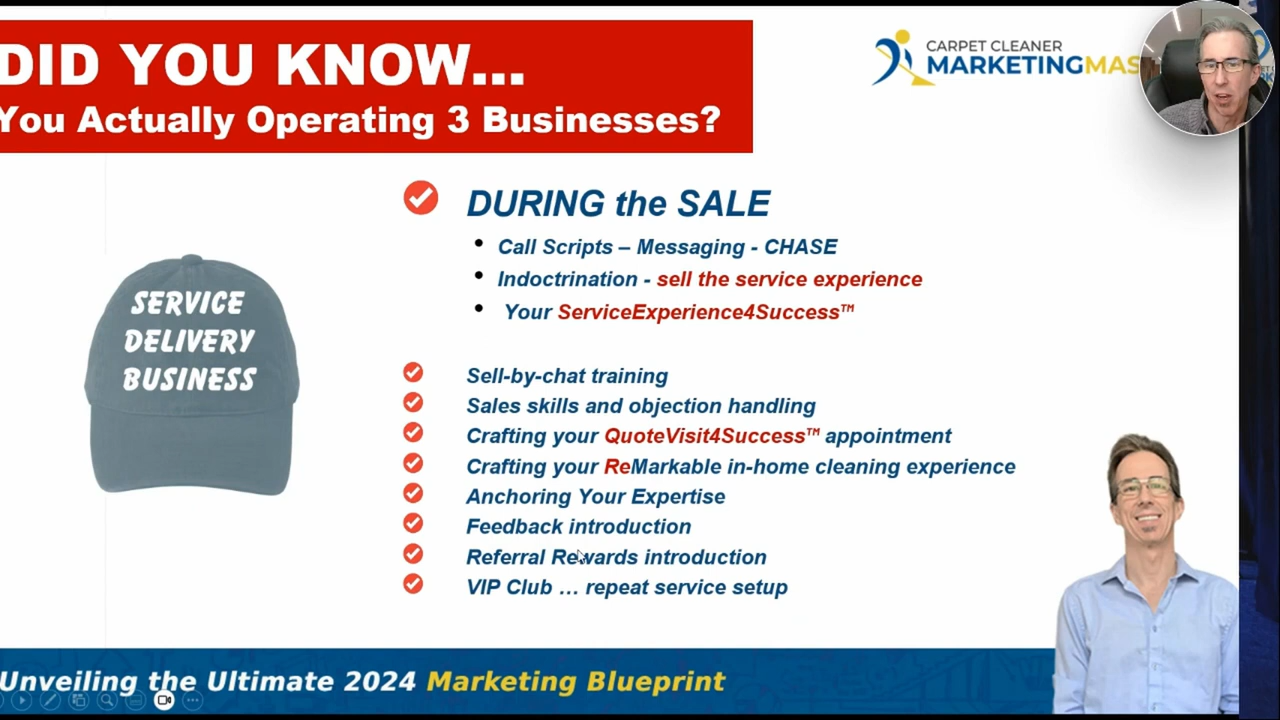 DID YOU KNOW...
You Actually Operating 3 Businesses?
CARPET CLEANER
MARKETINGMAS
SERVICE
DELIVERY
BUSINESS
DURING the SALE
• Call Scripts – Messaging - CHASE
• Indoctrination - sell the service experience
• Your ServiceExperience4Success™
Sell-by-chat training
Sales skills and objection handling
Crafting your QuoteVisit4Success™ appointment
Crafting your ReMarkable in-home cleaning experience
Anchoring Your Expertise
Feedback introduction
Referral Rewards introduction
VIP Club … repeat service setup
Unveiling the Ultimate 2024 Marketing Blueprint